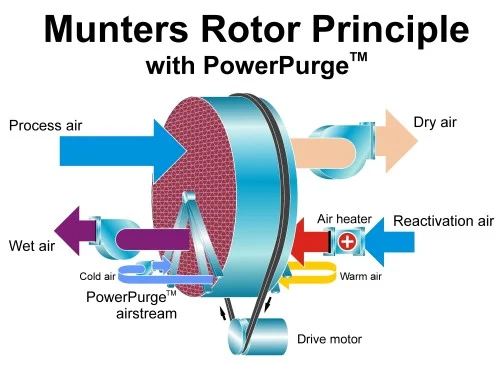 Munters Rotor Principle
with PowerPurge™
Process air
Dry air
Air heater
Reactivation air
Wet air
Cold air
Warm air
PowerPurge™
airstream
Drive motor